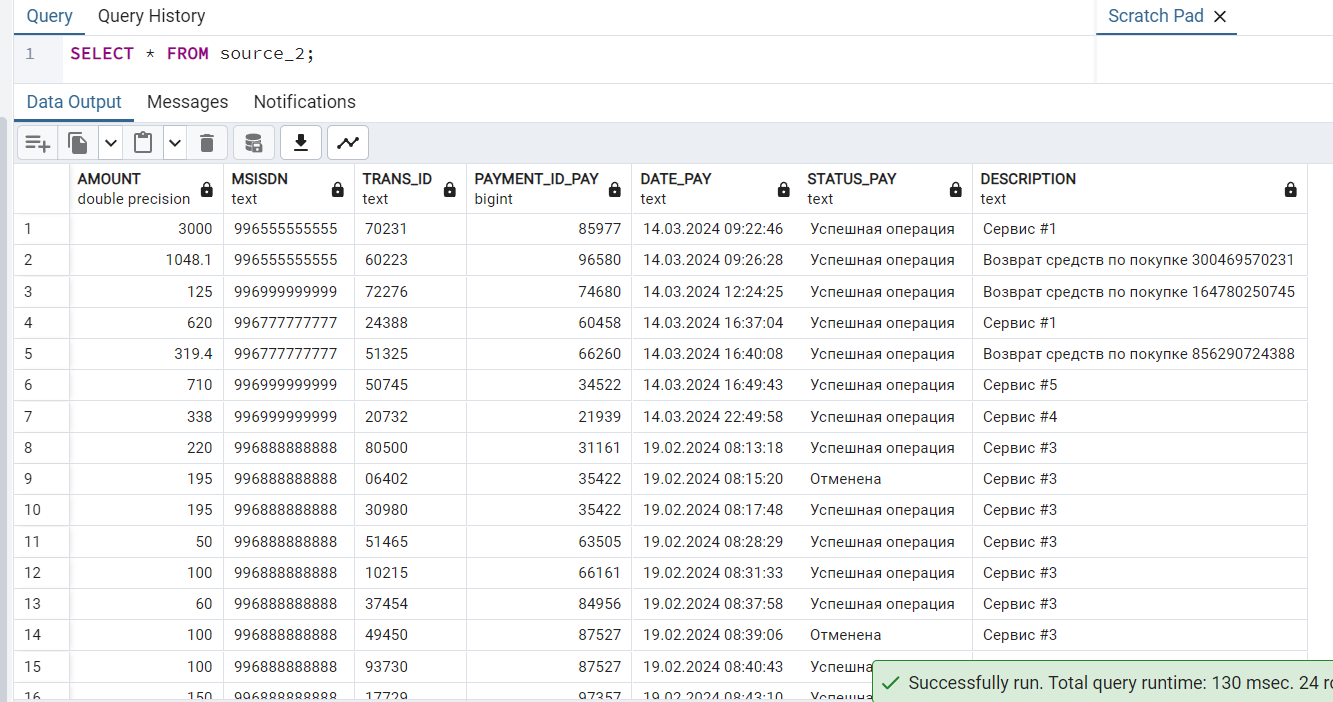 Query Query History Scratch Pad
1 SELECT * FROM source_2;
Data Output Messages Notifications
AMOUNT MSISDN TRANS_ID PAYMENT_ID_PAY DATE_PAY STATUS_PAY DESCRIPTION
double precision text text bigint text text text
1 3000 996555555555 70231 85977 14.03.2024 09:22:46 Успешная операция Сервис #1
2 1048.1 996555555555 60223 96580 14.03.2024 09:26:28 Успешная операция Возврат средств по покупке 300469570231
3 125 996999999999 72276 74680 14.03.2024 12:24:25 Успешная операция Возврат средств по покупке 164780250745
4 620 996777777777 24388 60458 14.03.2024 16:37:04 Успешная операция Сервис #1
5 319.4 996777777777 51325 66260 14.03.2024 16:40:08 Успешная операция Возврат средств по покупке 856290724388
6 710 996999999999 50745 34522 14.03.2024 16:49:43 Успешная операция Сервис #5
7 338 996999999999 20732 21939 14.03.2024 22:49:58 Успешная операция Сервис #4
8 220 996888888888 80500 31161 19.02.2024 08:13:18 Успешная операция Сервис #3
9 195 996888888888 06402 35422 19.02.2024 08:15:20 Отменена Сервис #3
10 195 996888888888 30980 35422 19.02.2024 08:17:48 Успешная операция Сервис #3
11 50 996888888888 51465 63505 19.02.2024 08:28:29 Успешная операция Сервис #3
12 100 996888888888 10215 66161 19.02.2024 08:31:33 Успешная операция Сервис #3
13 60 996888888888 37454 84956 19.02.2024 08:37:58 Успешная операция Сервис #3
14 100 996888888888 49450 87527 19.02.2024 08:39:06 Отменена Сервис #3
15 100 996888888888 93730 87527 19.02.2024 08:40:43 Успешна
16 150 996888888888 17729 97357 19.02.2024 08:43:10 Успешна
Successfully run. Total query runtime: 130 msec. 24 ro